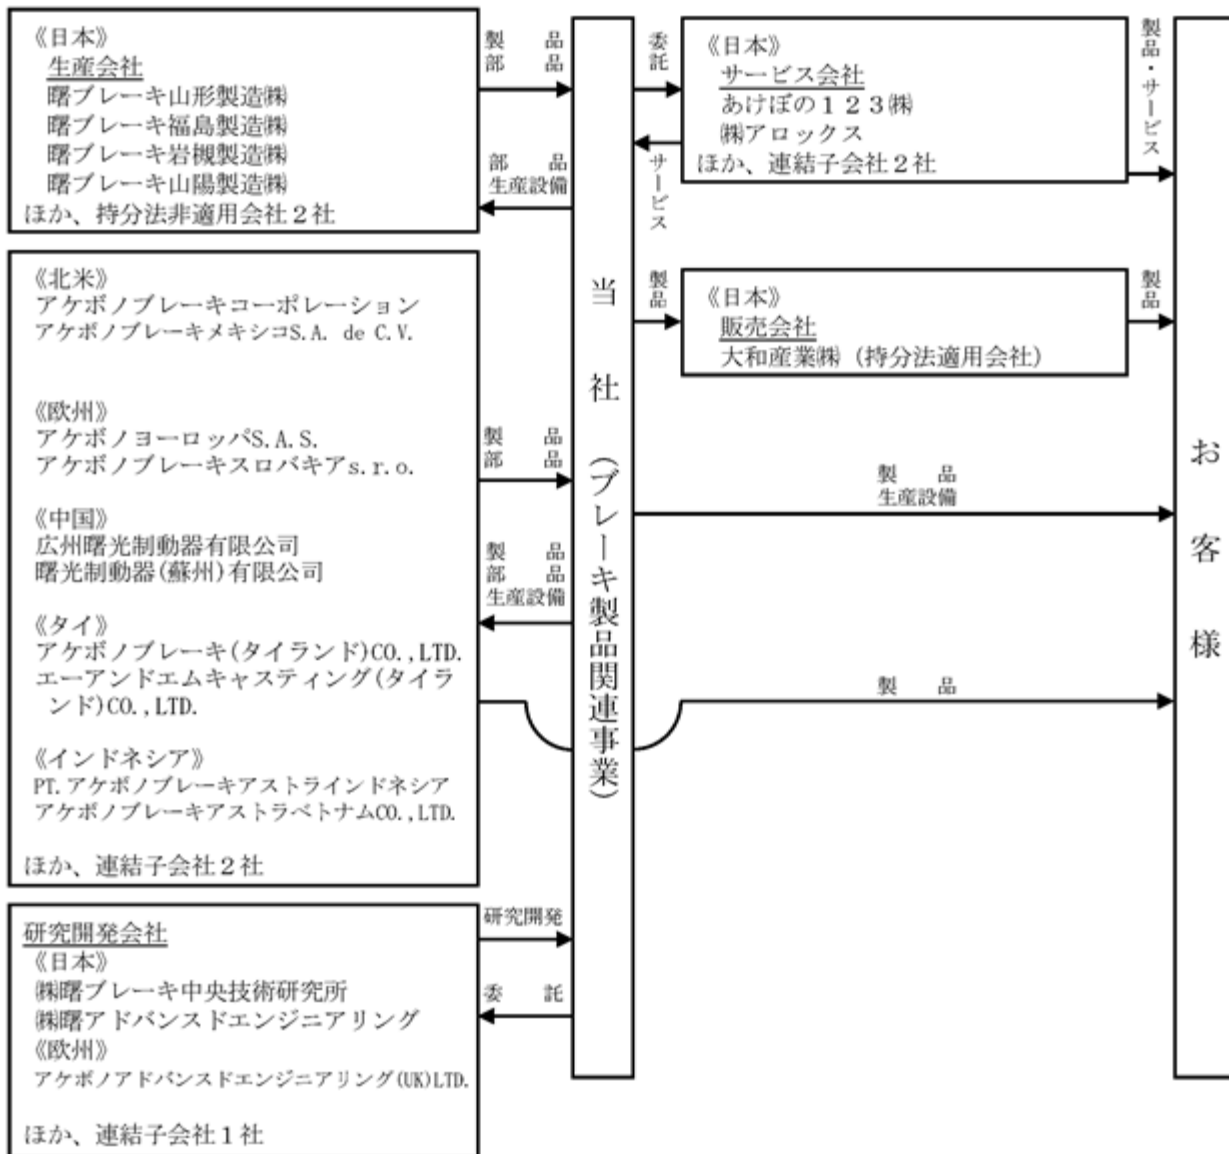 《日本》
生産会社
曙ブレーキ山形製造㈱
曙ブレーキ福島製造㈱
曙ブレーキ岩槻製造㈱
曙ブレーキ山陽製造㈱
ほか、持分法非適用会社２社
製　品
部　品
部　品
生産設備
《北米》
アケボノブレーキコーポレーション
アケボノブレーキメキシコS.A. de C.V.
《欧州》
アケボノヨーロッパS.A.S.
アケボノブレーキスロバキアs.r.o.
《中国》
広州曙光制動器有限公司
曙光制動器(蘇州)有限公司
《タイ》
アケボノブレーキ(タイランド)CO.,LTD.
エーアンドエムキャスティング(タイラ
ンド)CO.,LTD.
《インドネシア》
PT.アケボノブレーキアストラインドネシア
アケボノブレーキアストラベトナムCO.,LTD.
ほか、連結子会社２社
製　品
部　品
製　品
部　品
生産設備
研究開発会社
《日本》
㈱曙ブレーキ中央技術研究所
㈱曙アドバンスドエンジニアリング
《欧州》
アケボノアドバンスドエンジニアリング(UK)LTD.
ほか、連結子会社１社
研究開発
委　託
当　社　（ブレーキ製品関連事業）
委託
サービス
《日本》
サービス会社
あけぼの１２３㈱
㈱アロックス
ほか、連結子会社２社
製品・サービス
製品
《日本》
販売会社
大和産業㈱（持分法適用会社）
製品
製　品
生産設備
製　品
お　客　様